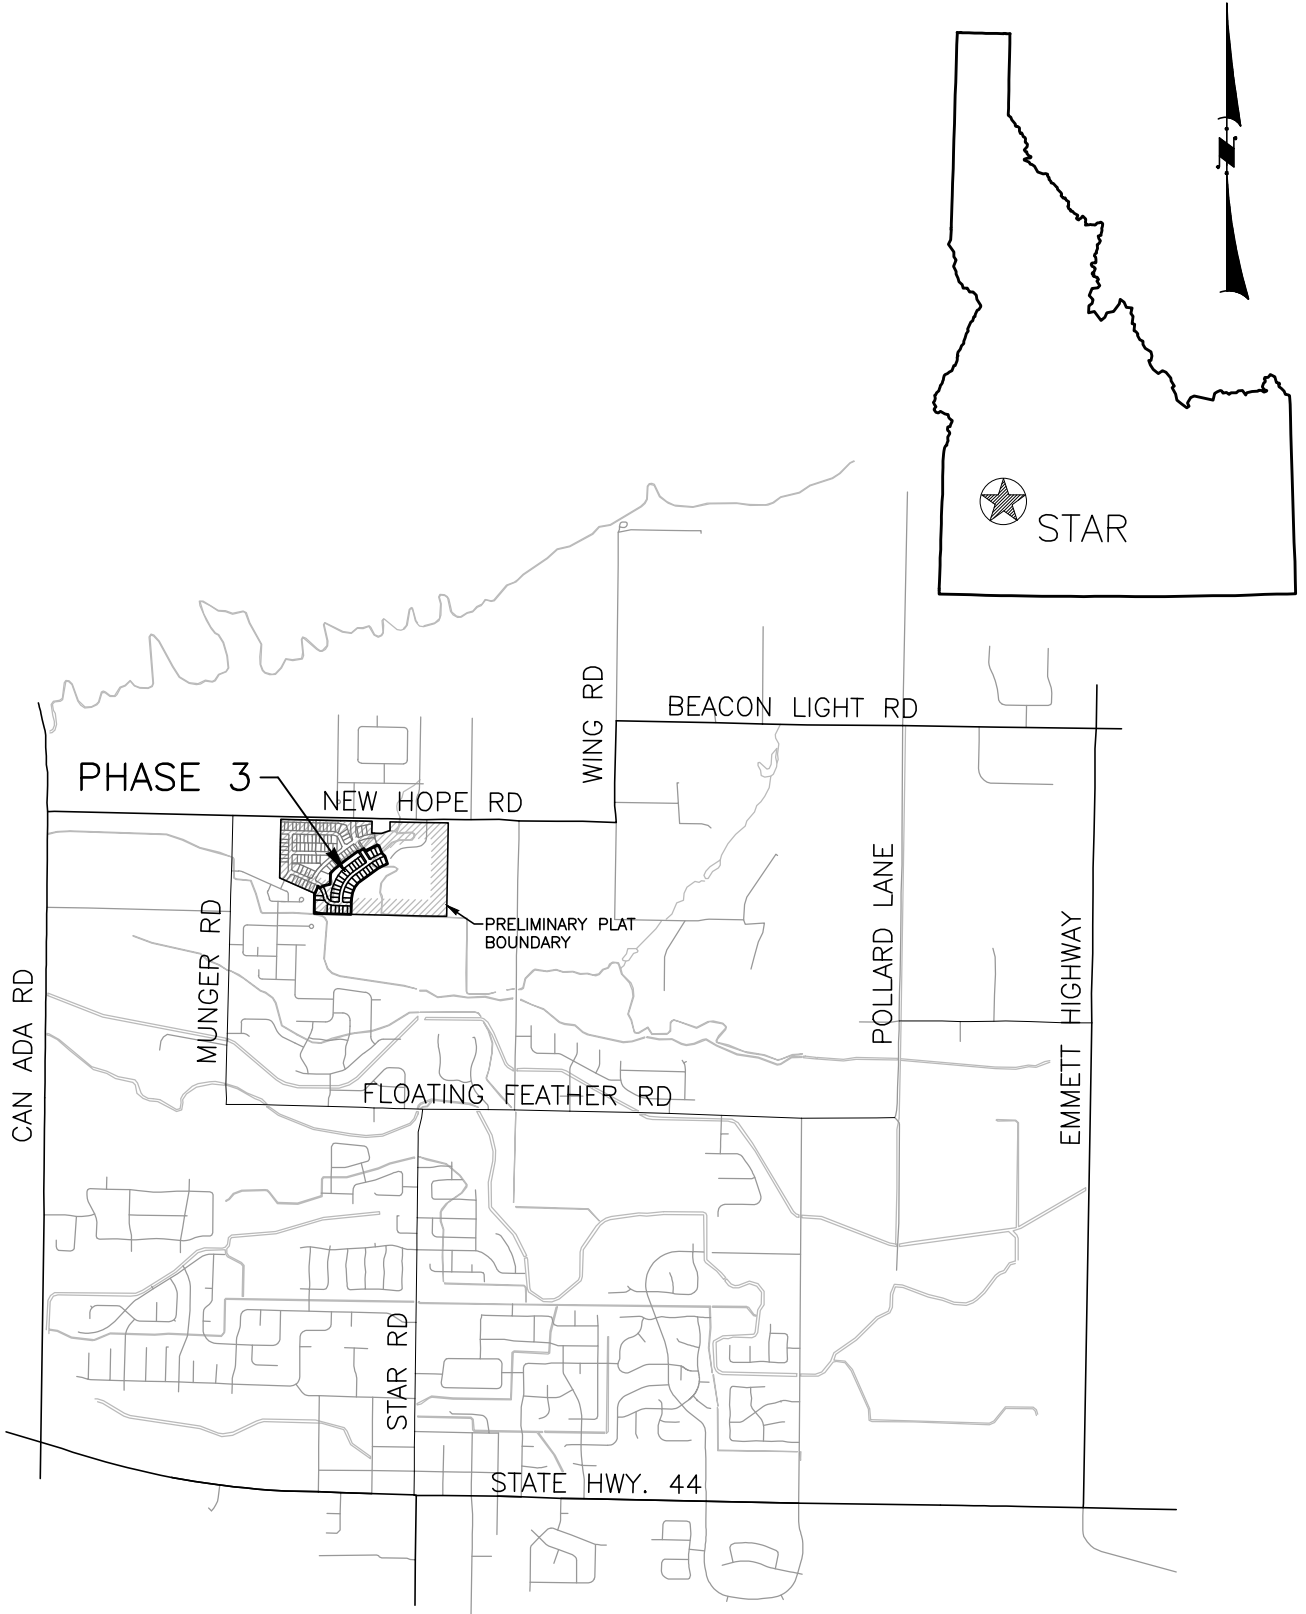 N
STAR
WING RD
BEACON LIGHT RD
PHASE 3
NEW HOPE RD
MUNGER RD
PRELIMINARY PLAT
BOUNDARY
POLLARD LANE
EMMETT HIGHWAY
CAN ADA RD
FLOATING FEATHER RD
STAR RD
STATE HWY. 44